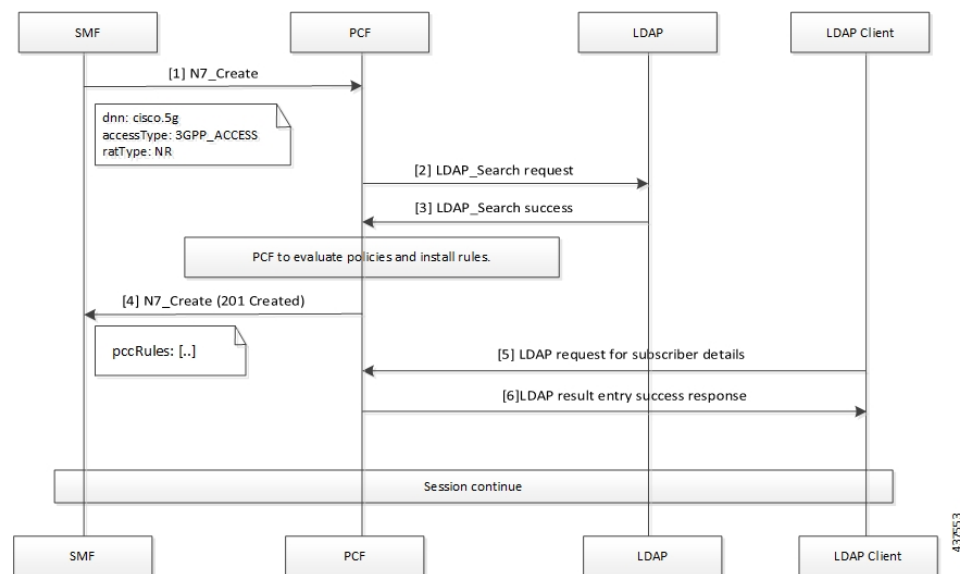 SMF
PCF
LDAP
LDAP Client
[1] N7_Create
dnn: cisco.5g
accessType: 3GPP_ACCESS
ratType: NR
[2] LDAP_Search request
[3] LDAP_Search success
PCF to evaluate policies and install rules.
[4] N7_Create (201 Created)
pccRules: [..]
[5] LDAP request for subscriber details
[6]LDAP result entry success response
Session continue
SMF
PCF
LDAP
LDAP Client
437553